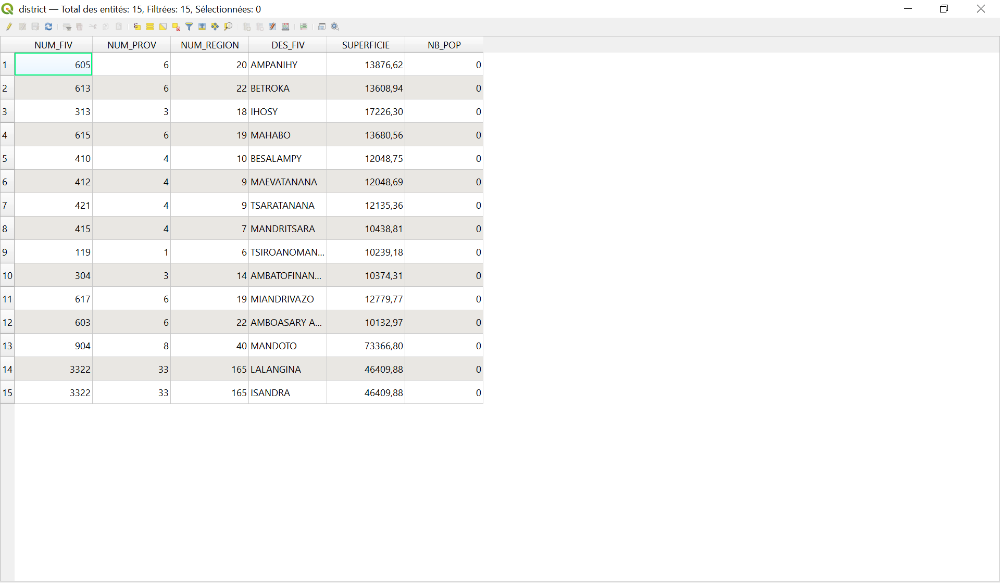 district — Total des entités: 15, Filtrées: 15, Sélectionnées: 0
NUM_FIV NUM_PROV NUM_REGION DES_FIV SUPERFICIE NB_POP
1 605 6 20 AMPANIHY 13876,62 0
2 613 6 22 BETROKA 13608,94 0
3 313 3 18 IHOSY 17226,30 0
4 615 6 19 MAHABO 13680,56 0
5 410 4 10 BESALAMPY 12048,75 0
6 412 4 9 MAEVATANANA 12048,69 0
7 421 4 9 TSARATANANA 12135,36 0
8 415 4 7 MANDRITSARA 10438,81 0
9 119 1 6 TSIROANOMAN... 10239,18 0
10 304 3 14 AMBATOFINAN... 10374,31 0
11 617 6 19 MIANDRIVAZO 12779,77 0
12 603 6 22 AMBOASARY A... 10132,97 0
13 904 8 40 MANDOTO 73366,80 0
14 3322 33 165 LALANGINA 46409,88 0
15 3322 33 165 ISANDRA 46409,88 0